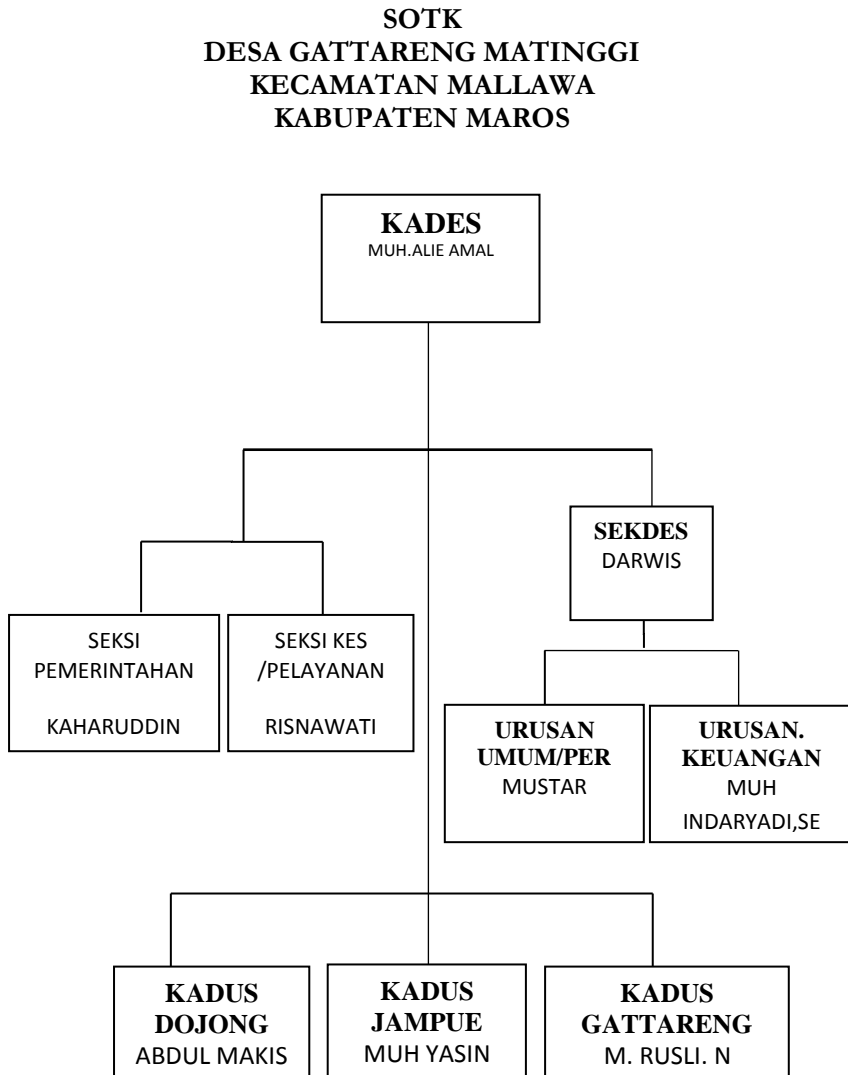 SOTK
DESA GATTARENG MATINGGI
KECAMATAN MALLAWA
KABUPATEN MAROS
KADES
MUH.ALIE AMAL
SEKDES
DARWIS
SEKSI
PEMERINTAHAN
KAHARUDDIN
SEKSI KES
/PELAYANAN
RISNAWATI
URUSAN
UMUM/PER
MUSTAR
URUSAN.
KEUANGAN
MUH
INDARYADI,SE
KADUS
DOJONG
ABDUL MAKIS
KADUS
JAMPUE
MUH YASIN
KADUS
GATTARENG
M. RUSLI. N